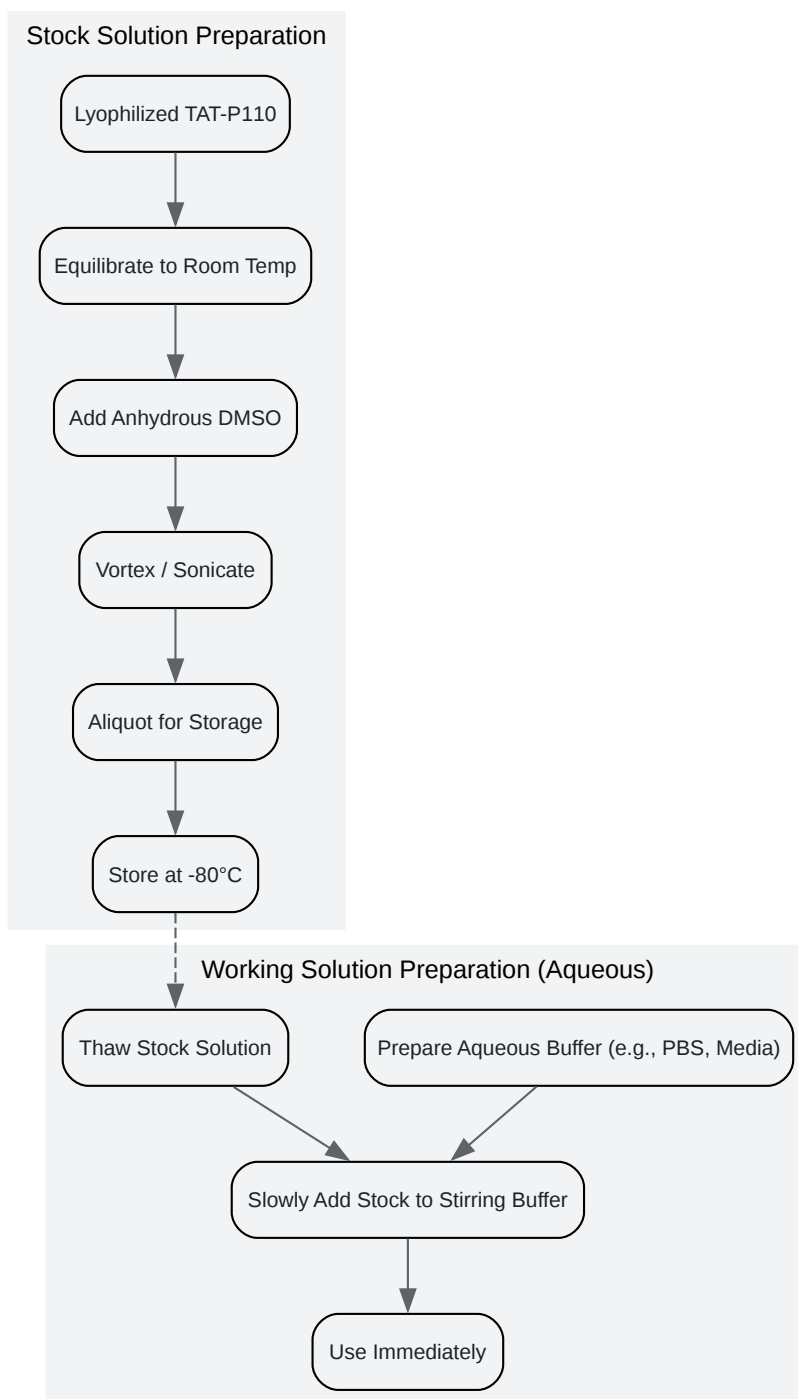 Stock Solution Preparation
Lyophilized TAT-P110
Equilibrate to Room Temp
Add Anhydrous DMSO
Vortex / Sonicate
Aliquot for Storage
Store at -80°C
Working Solution Preparation (Aqueous)
Thaw Stock Solution
Prepare Aqueous Buffer (e.g., PBS, Media)
Slowly Add Stock to Stirring Buffer
Use Immediately